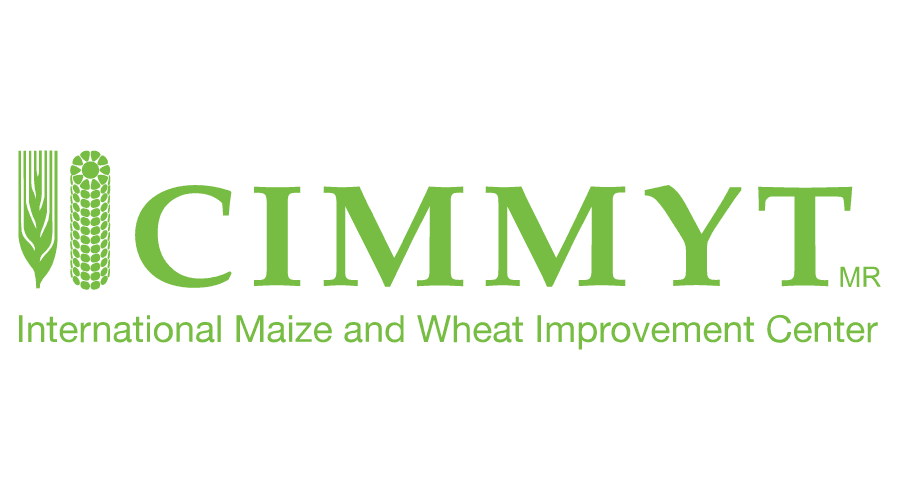 CIMMYT MR
International Maize and Wheat Improvement Center